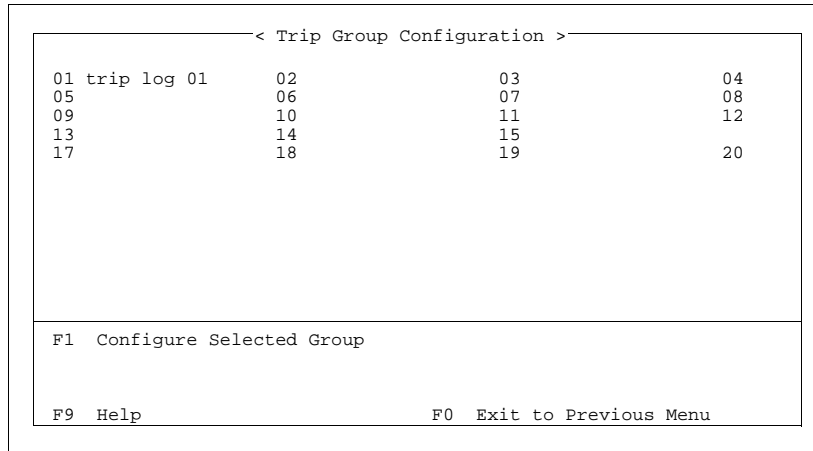 < Trip Group Configuration >
01 trip log 01 02 03 04
05 06 07 08
09 10 11 12
13 14 15
17 18 19 20
F1 Configure Selected Group
F9 Help F0 Exit to Previous Menu